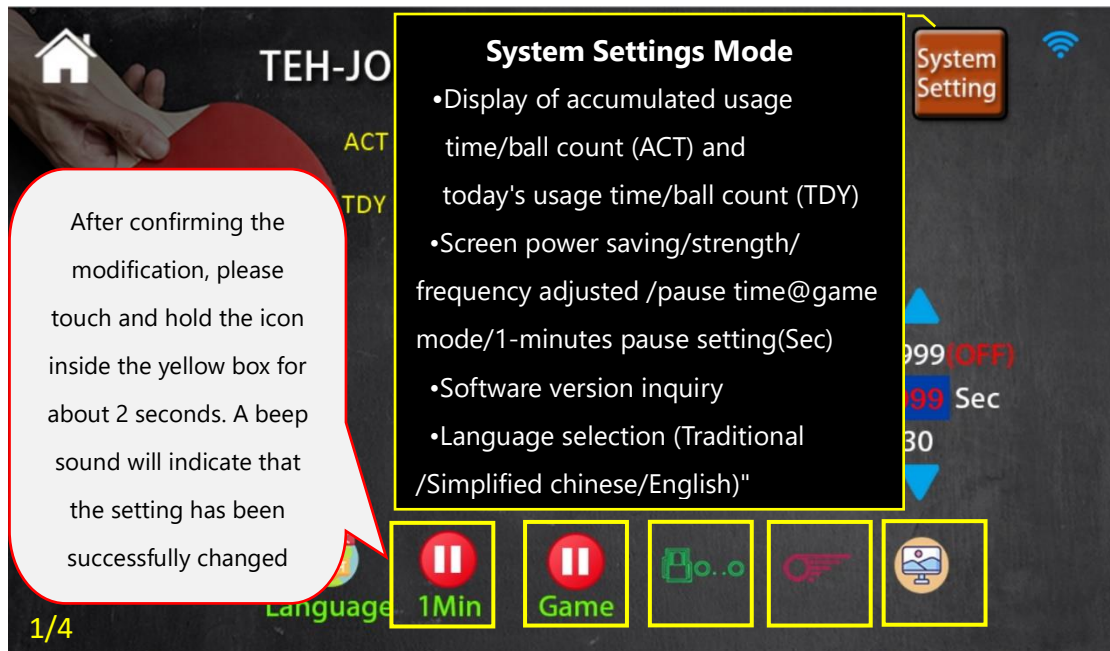 TEH-JO
System Settings Mode
•Display of accumulated usage
time/ball count (ACT) and
today's usage time/ball count (TDY)
•Screen power saving/strength/
frequency adjusted /pause time@game
mode/1-minutes pause setting(Sec)
•Software version inquiry
•Language selection (Traditional
/Simplified chinese/English)"
System
Setting
ACT
TDY
After confirming the
modification, please
touch and hold the icon
inside the yellow box for
about 2 seconds. A beep
sound will indicate that
the setting has been
successfully changed
999(OFF)
99 Sec
30
Language
1Min
Game
1/4